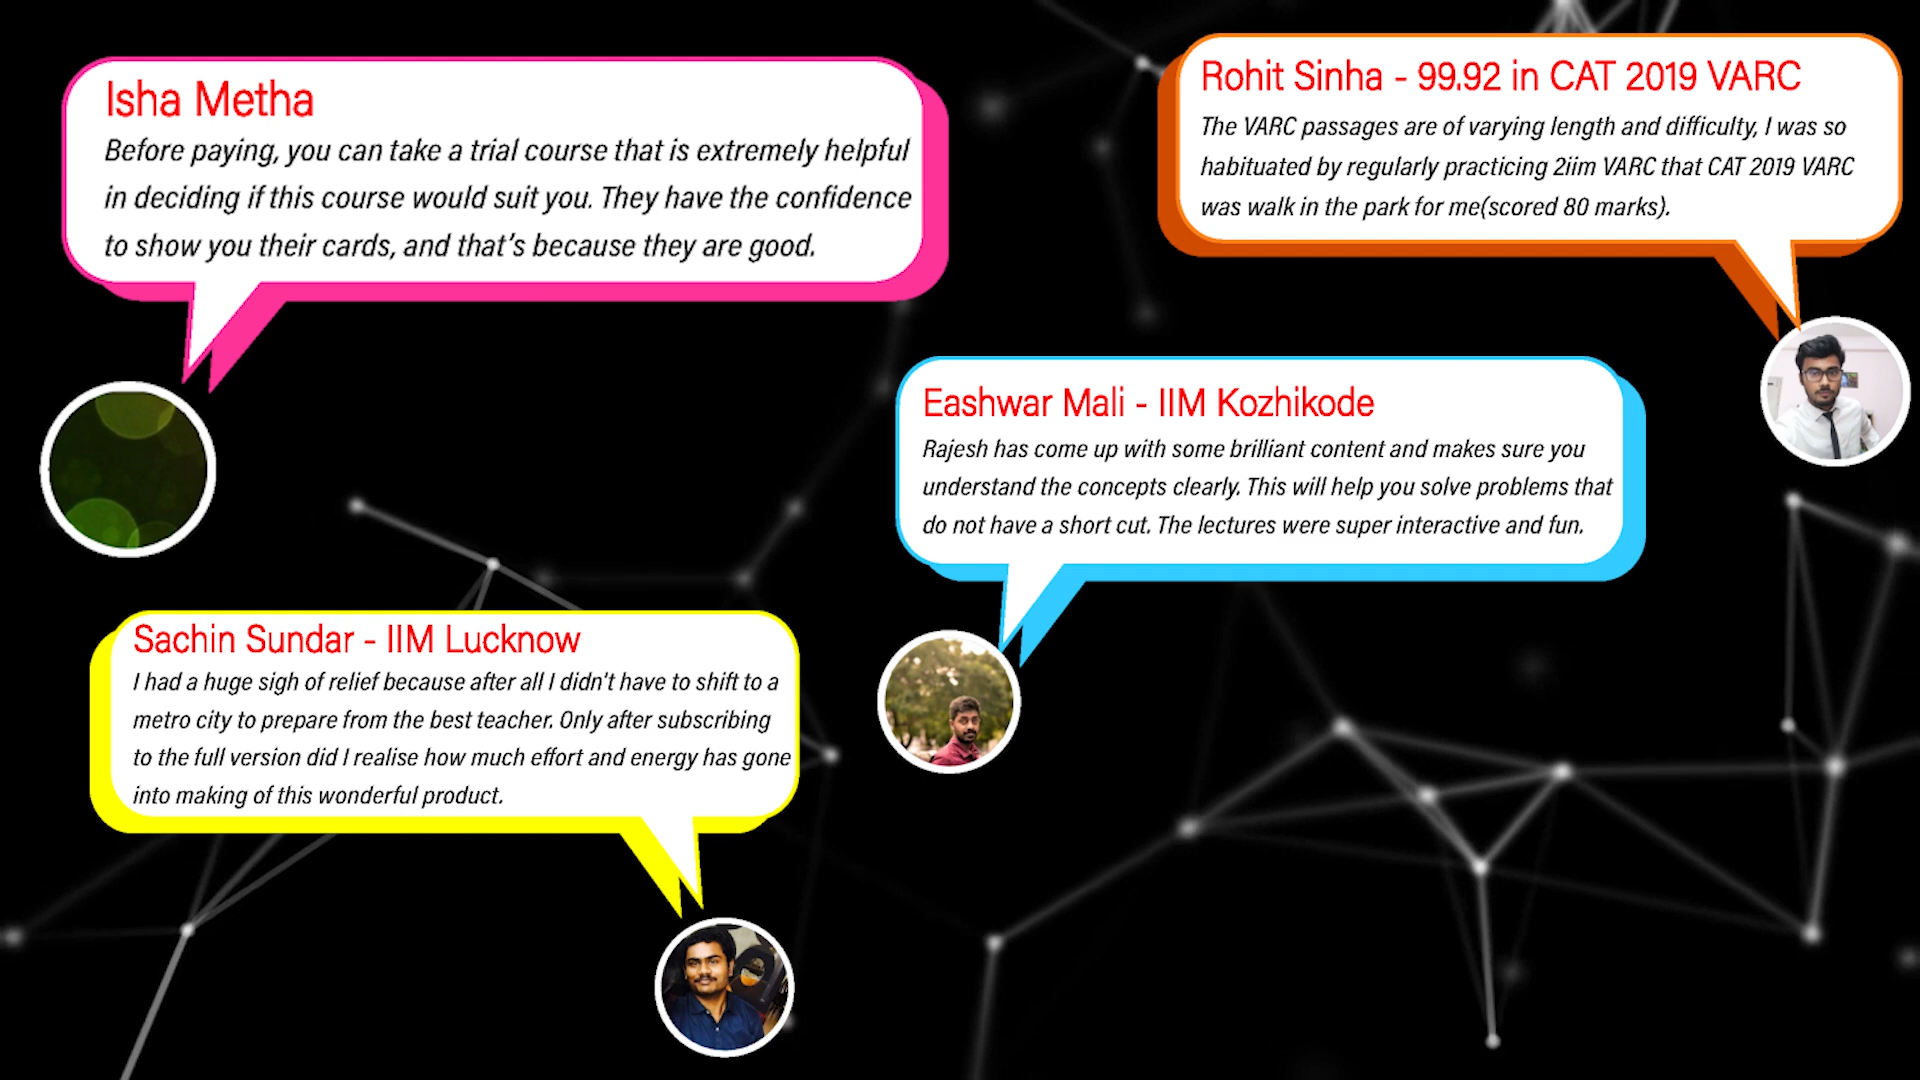 Isha Metha
Before paying, you can take a trial course that is extremely helpful
in deciding if this course would suit you. They have the confidence
to show you their cards, and that's because they are good.
Rohit Sinha - 99.92 in CAT 2019 VARC
The VARC passages are of varying length and difficulty, I was so
habituated by regularly practicing 2iim VARC that CAT 2019 VARC
was walk in the park for me(scored 80 marks).
Eashwar Mali - IIM Kozhikode
Rajesh has come up with some brilliant content and makes sure you
understand the concepts clearly. This will help you solve problems that
do not have a short cut. The lectures were super interactive and fun.
Sachin Sundar - IIM Lucknow
I had a huge sigh of relief because after all I didn't have to shift to a
metro city to prepare from the best teacher. Only after subscribing
to the full version did I realise how much effort and energy has gone
into making of this wonderful product.